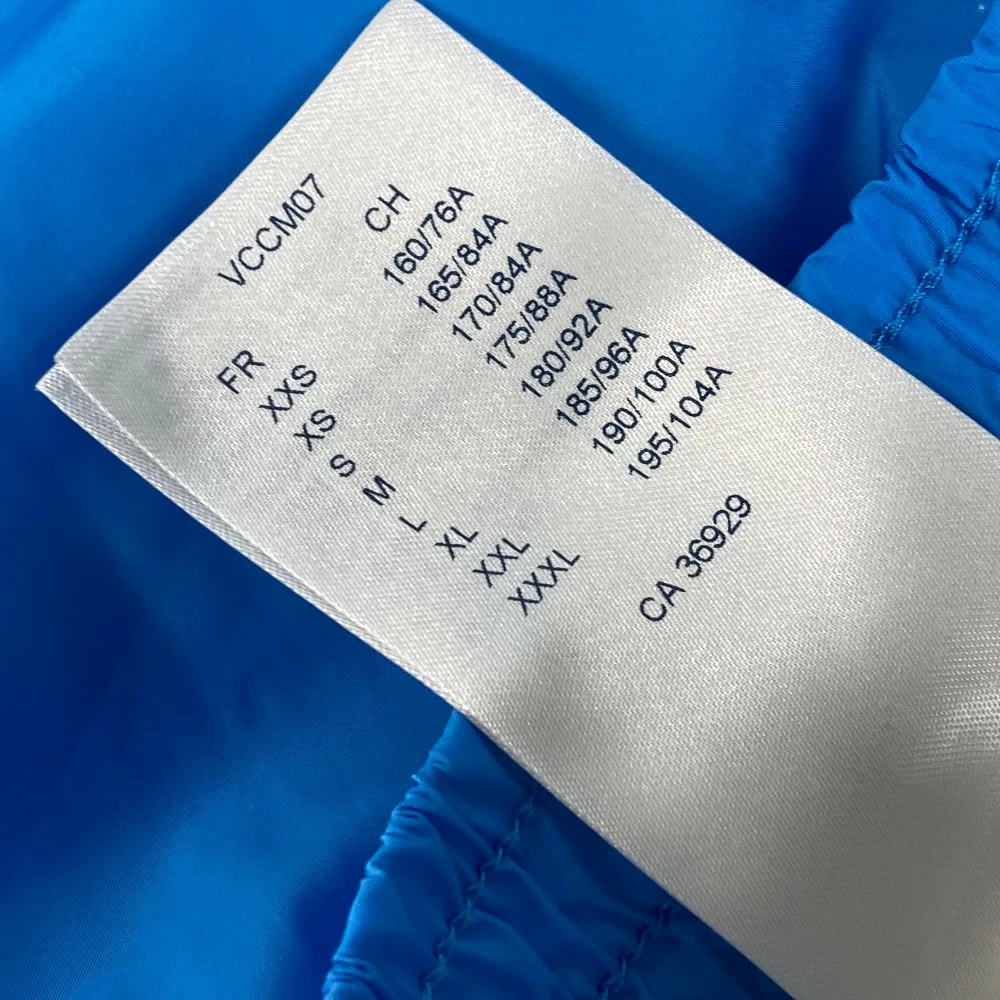 VCCM07
FR CH
XXS 160/76A
XS 165/84A
S 170/84A
M 175/88A
L 180/92A
XL 185/96A
XXL 190/100A
XXXL 195/104A
CA 36929